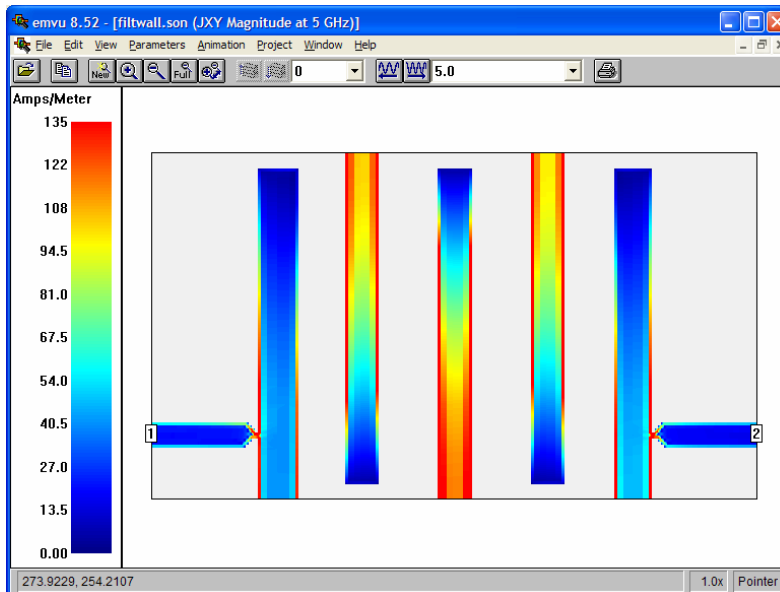 emvu 8.52 - [filtwall.son (JXY Magnitude at 5 GHz)]
File Edit View Parameters Animation Project Window Help
New Full 0 5.0
Amps/Meter
135
122
108
94.5
81.0
67.5
54.0
40.5
27.0
13.5
0.00
1
2
273.9229, 254.2107 1.0x Pointer